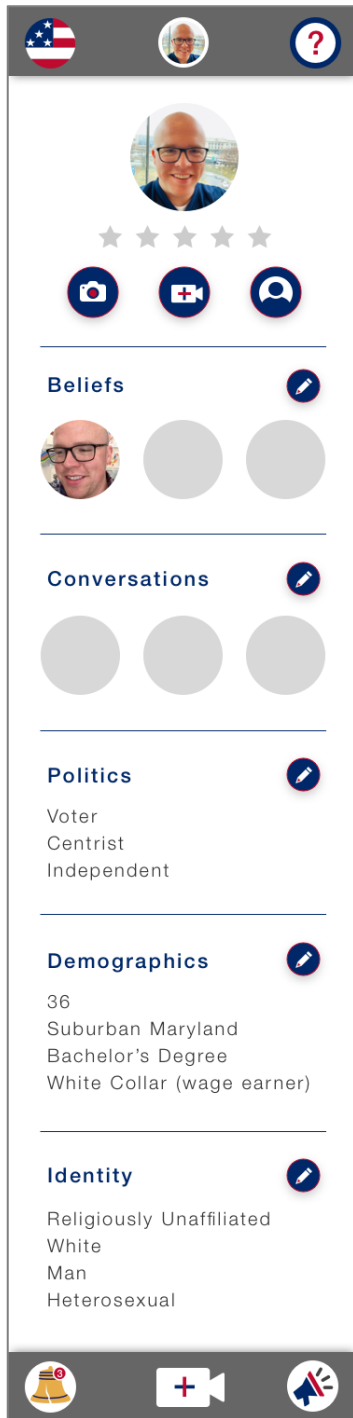 ?
Beliefs
Conversations
Politics
Voter
Centrist
Independent
Demographics
36
Suburban Maryland
Bachelor’s Degree
White Collar (wage earner)
Identity
Religiously Unaffiliated
White
Man
Heterosexual
3